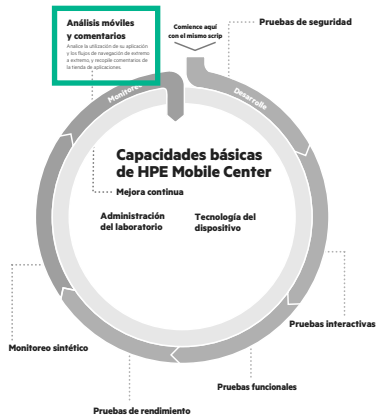 Análisis móviles
y comentarios
Analice la utilización de su aplicación
y los flujos de navegación de extremo
a extremo, y recopile comentarios de
la tienda de aplicaciones.
Comience aquí
con el mismo scrip
Pruebas de seguridad
Monitoree
Desarrolle
Capacidades básicas
de HPE Mobile Center
Mejora continua
Administración
del laboratorio
Tecnología del
dispositivo
Pruebas interactivas
Monitoreo sintético
Pruebas funcionales
Pruebas de rendimiento